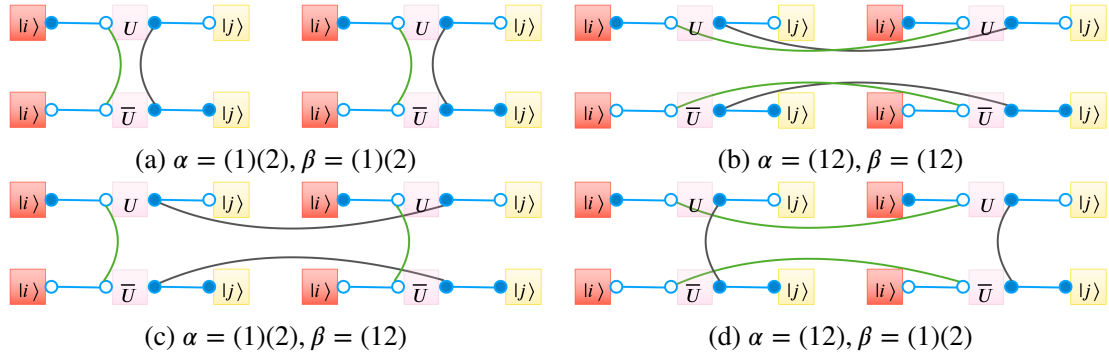 |i⟩ U |j⟩ |i⟩ U |j⟩ |i⟩ U |j⟩ |i⟩ U |j⟩
|i⟩ U̅ |j⟩ |i⟩ U̅ |j⟩ |i⟩ U̅ |j⟩ |i⟩ U̅ |j⟩
(a) α = (1)(2), β = (1)(2) (b) α = (12), β = (12)
|i⟩ U |j⟩ |i⟩ U |j⟩ |i⟩ U |j⟩ |i⟩ U |j⟩
|i⟩ U̅ |j⟩ |i⟩ U̅ |j⟩ |i⟩ U̅ |j⟩ |i⟩ U̅ |j⟩
(c) α = (1)(2), β = (12) (d) α = (12), β = (1)(2)